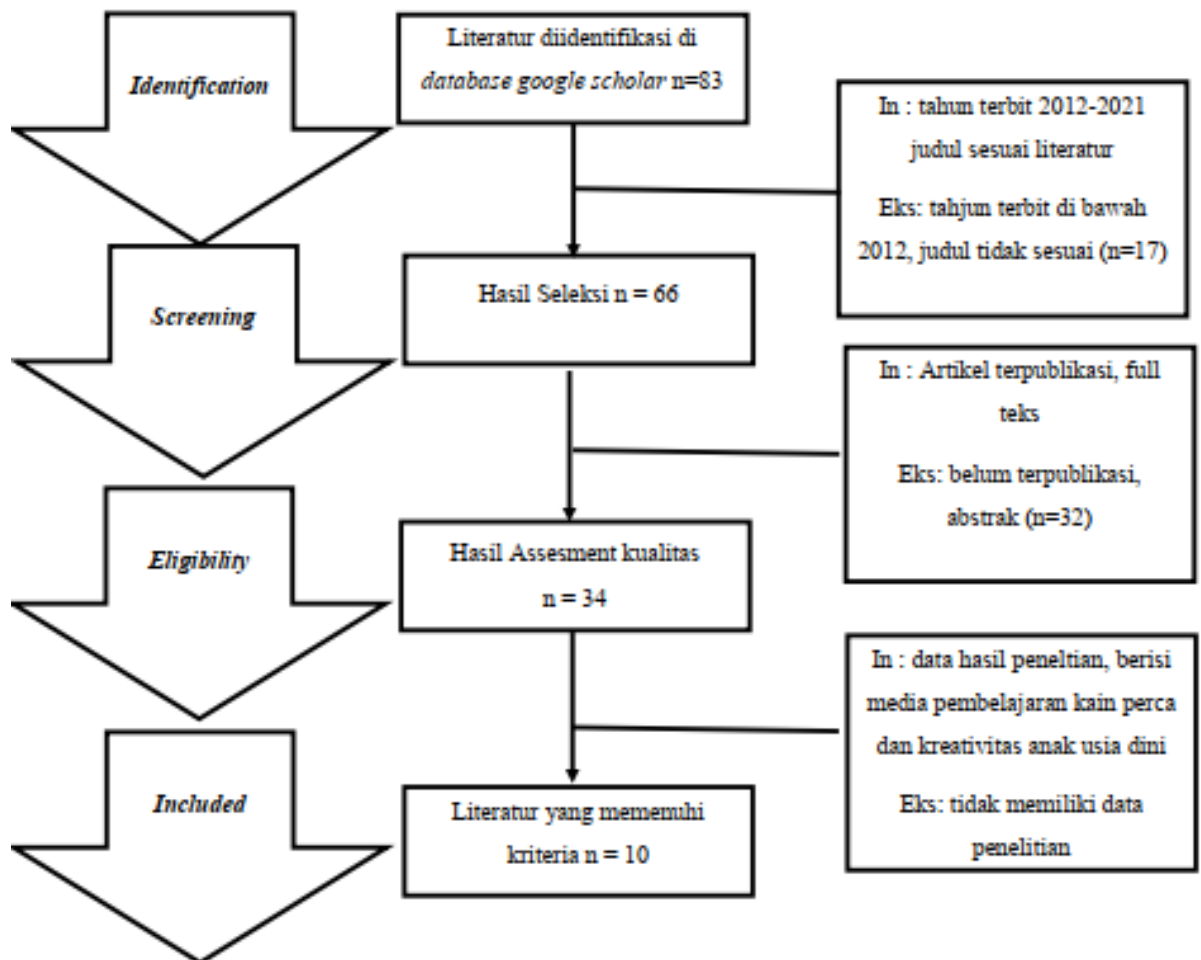 Identification
Literatur diidentifikasi di
database google scholar n=83
In : tahun terbit 2012-2021
judul sesuai literatur
Eks: tahjun terbit di bawah
2012, judul tidak sesuai (n=17)
Screening
Hasil Seleksi n = 66
In : Artikel terpublikasi, full
teks
Eks: belum terpublikasi,
abstrak (n=32)
Eligibility
Hasil Assesment kualitas
n = 34
In : data hasil peneltian, berisi
media pembelajaran kain perca
dan kreativitas anak usia dini
Eks: tidak memiliki data
penelitian
Included
Literatur yang memenuhi
kriteria n = 10